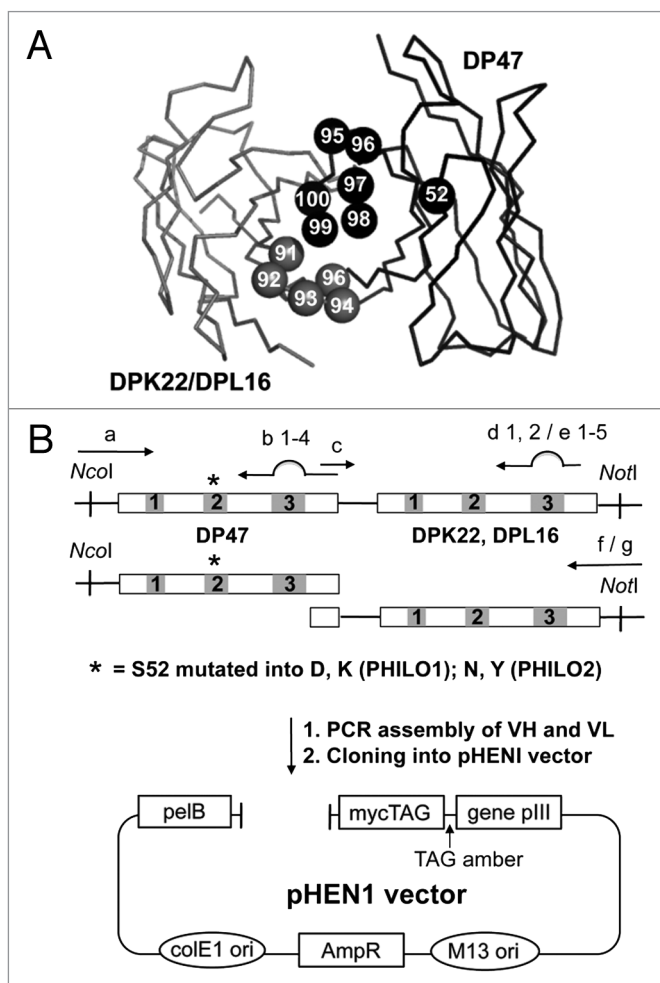 A
DP47
95
96
97
52
100
98
99
91
92
96
93
94
DPK22/DPL16
B
a
b 1-4
c
d 1, 2 / e 1-5
NcoI
*
NotI
1
2
3
1
2
3
DP47
DPK22, DPL16
NcoI
*
f / g
NotI
1
2
3
1
2
3
* = S52 mutated into D, K (PHILO1); N, Y (PHILO2)
1. PCR assembly of VH and VL
2. Cloning into pHENI vector
pelB
mycTAG
gene pIII
TAG amber
pHEN1 vector
colE1 ori
AmpR
M13 ori